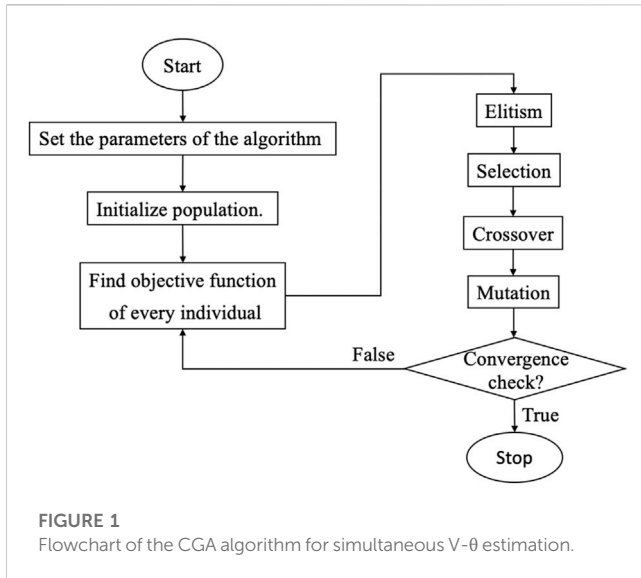 Start
Set the parameters of the algorithm
Initialize population.
Find objective function
of every individual
Elitism
Selection
Crossover
Mutation
Convergence
check?
False
True
Stop
FIGURE 1
Flowchart of the CGA algorithm for simultaneous V-θ estimation.